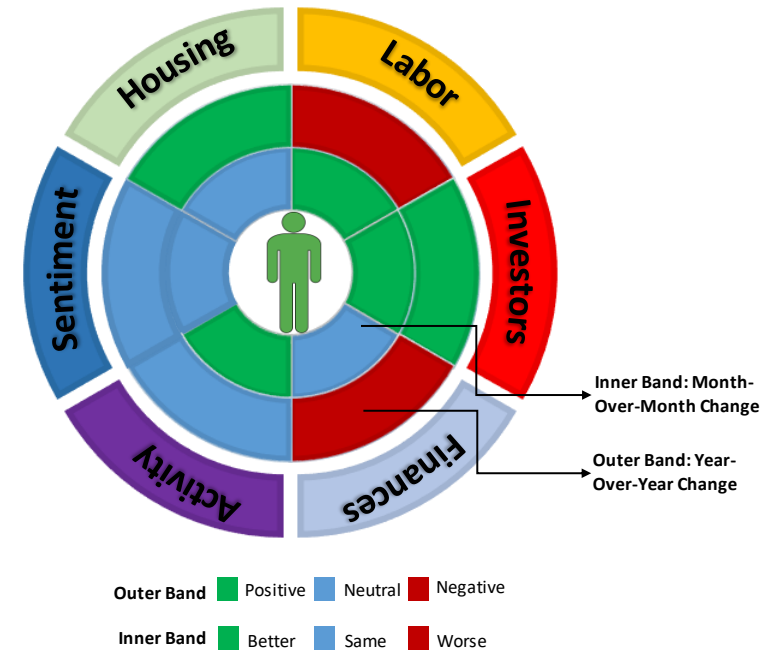 Housing
Labor
Sentiment
Investors
Activity
Finances
Inner Band: Month-
Over-Month Change
Outer Band: Year-
Over-Year Change
Outer Band Positive Neutral Negative
Inner Band Better Same Worse